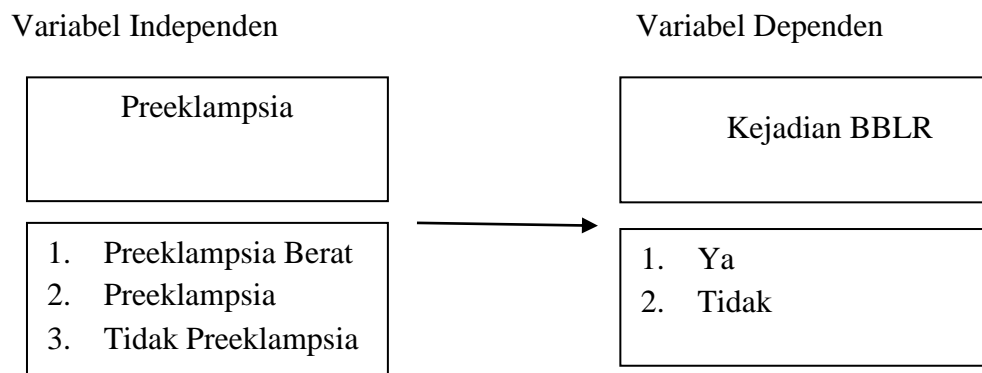 Variabel Independen
Variabel Dependen
Preeklampsia
Kejadian BBLR
1. Preeklampsia Berat
2. Preeklampsia
3. Tidak Preeklampsia
1. Ya
2. Tidak